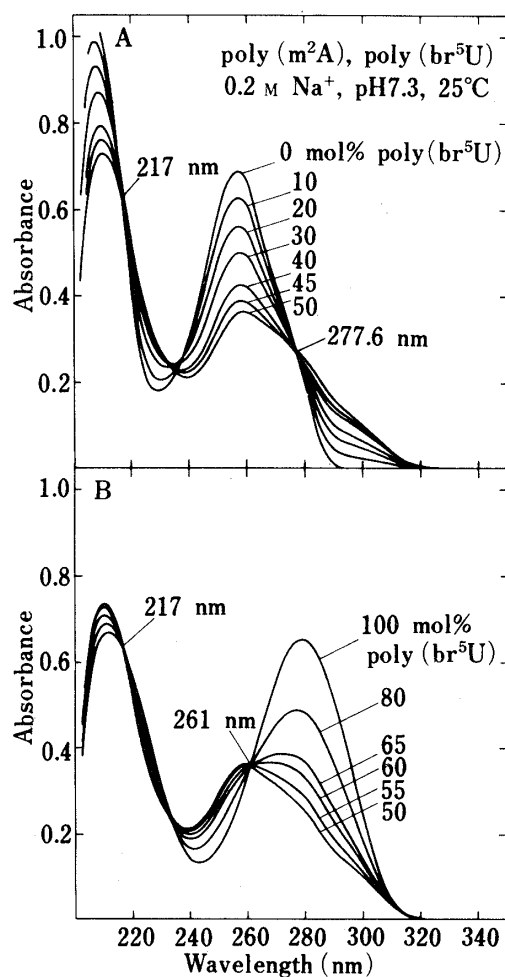 A
poly (m²A), poly (br⁵U)
0.2 M Na⁺, pH7.3, 25°C
1.0
0.8
0.6
0.4
0.2
Absorbance
217 nm
0 mol% poly(br⁵U)
10
20
30
40
45
50
277.6 nm
B
1.0
0.8
0.6
0.4
0.2
Absorbance
217 nm
261 nm
100 mol%
poly (br⁵U)
80
65
60
55
50
220 240 260 280 300 320 340
Wavelength (nm)